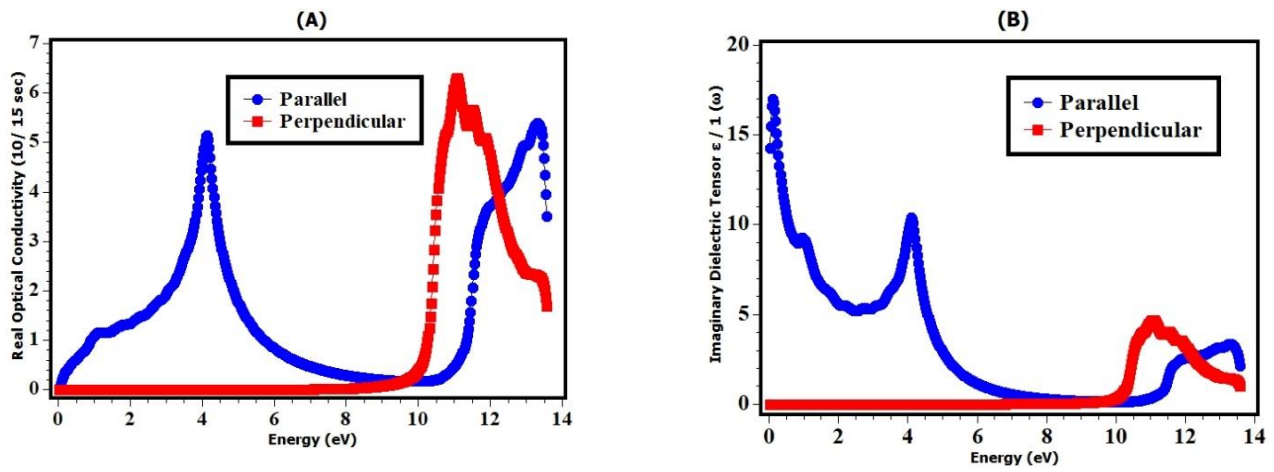 (A)
Real Optical Conductivity (10/ 15 sec)
7
6
5
4
3
2
1
0
Parallel
Perpendicular
0 2 4 6 8 10 12 14
Energy (eV)
(B)
Imaginary Dielectric Tensor ε / 1 (ω)
20
15
10
5
0
Parallel
Perpendicular
0 2 4 6 8 10 12 14
Energy (eV)